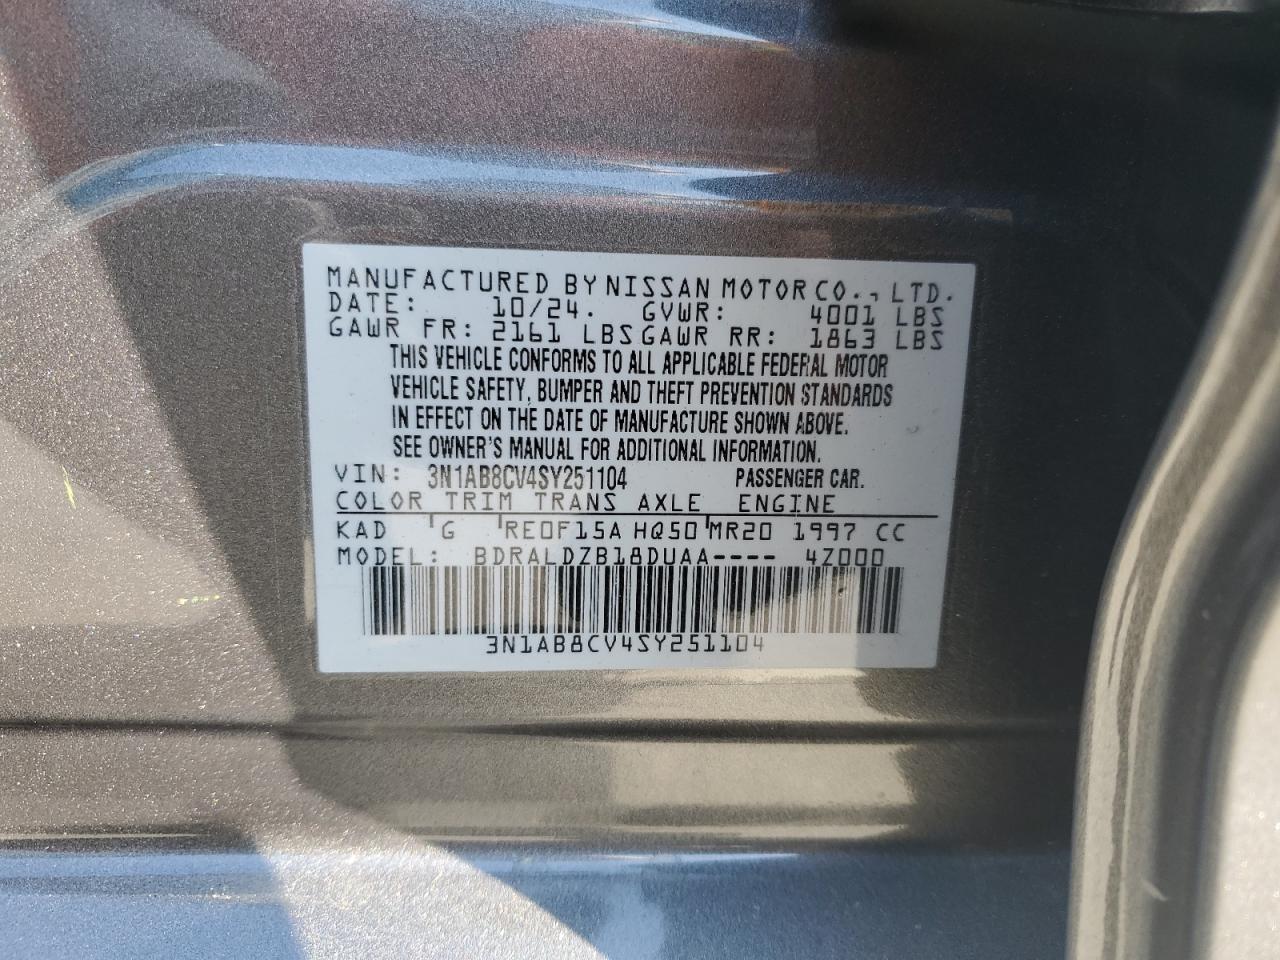 MANUFACTURED BY NISSAN MOTOR CO., LTD.
DATE: 10/24. GVWR: 4001 LBS
GAWR FR: 2161 LBS GAWR RR: 1863 LBS
THIS VEHICLE CONFORMS TO ALL APPLICABLE FEDERAL MOTOR
VEHICLE SAFETY, BUMPER AND THEFT PREVENTION STANDARDS
IN EFFECT ON THE DATE OF MANUFACTURE SHOWN ABOVE.
SEE OWNER'S MANUAL FOR ADDITIONAL INFORMATION.
VIN: 3N1AB8CV4SY251104 PASSENGER CAR.
COLOR TRIM TRANS AXLE ENGINE
KAD G RE0F15A HQ50 MR20 1997 CC
MODEL: BDRALDZB18DUAA---- 4Z000
3N1AB8CV4SY251104